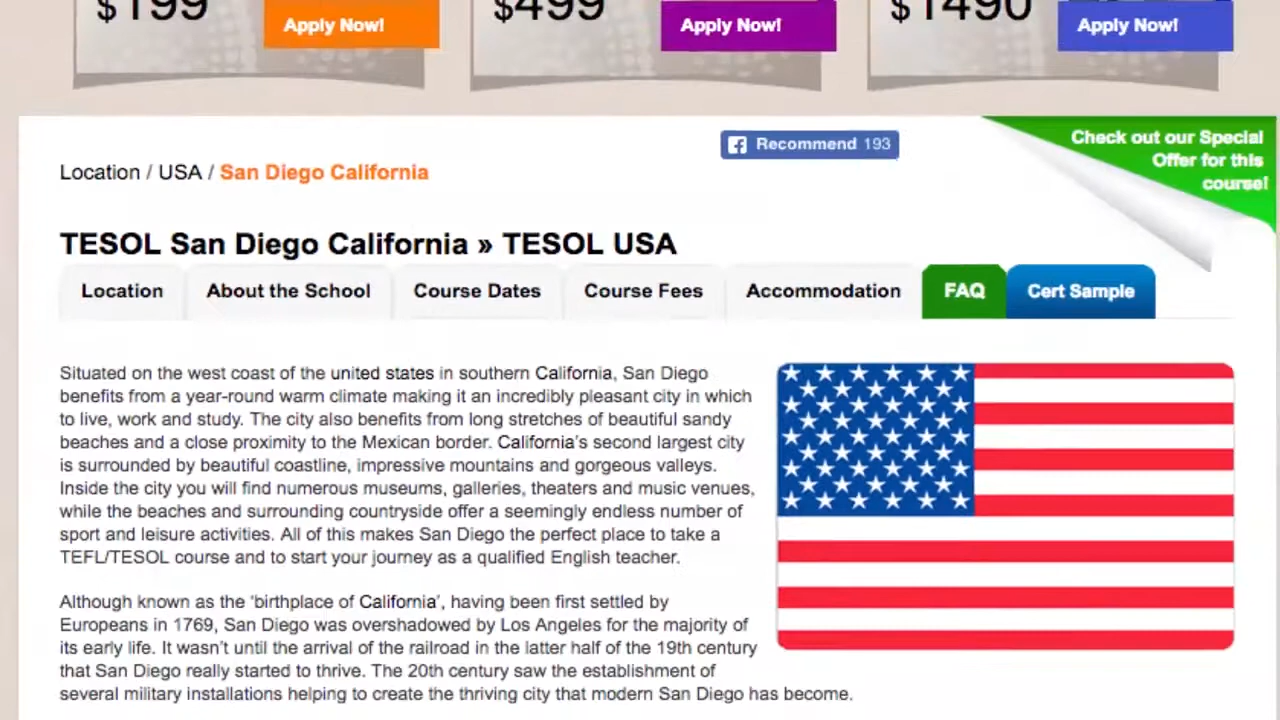 $199
Apply Now!
$499
Apply Now!
$1490
Apply Now!
Check out our Special
Offer for this
course!
Recommend 193
Location / USA / San Diego California
TESOL San Diego California » TESOL USA
Location
About the School
Course Dates
Course Fees
Accommodation
FAQ
Cert Sample
Situated on the west coast of the united states in southern California, San Diego
benefits from a year-round warm climate making it an incredibly pleasant city in which
to live, work and study. The city also benefits from long stretches of beautiful sandy
beaches and a close proximity to the Mexican border. California's second largest city
is surrounded by beautiful coastline, impressive mountains and gorgeous valleys.
Inside the city you will find numerous museums, galleries, theaters and music venues,
while the beaches and surrounding countryside offer a seemingly endless number of
sport and leisure activities. All of this makes San Diego the perfect place to take a
TEFL/TESOL course and to start your journey as a qualified English teacher.
Although known as the 'birthplace of California', having been first settled by
Europeans in 1769, San Diego was overshadowed by Los Angeles for the majority of
its early life. It wasn't until the arrival of the railroad in the latter half of the 19th century
that San Diego really started to thrive. The 20th century saw the establishment of
several military installations helping to create the thriving city that modern San Diego has become.